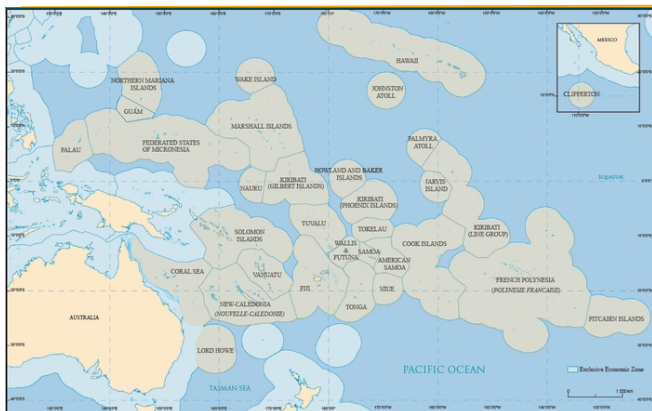 MEXICO
CLIPPERTON
HAWAII
NORTHERN MARIANA
ISLANDS
WAKE ISLAND
JOHNSTON
ATOLL
GUAM
MARSHALL ISLANDS
PALAU
FEDERATED STATES
OF MICRONESIA
PALMYRA
ATOLL
HOWLAND AND BAKER
ISLANDS
EQUATOR
NAURU
KIRIBATI
(GILBERT ISLANDS)
JARVIS
ISLAND
KIRIBATI
(PHOENIX ISLANDS)
TUVALU
TOKELAU
KIRIBATI
(LINE GROUP)
SOLOMON
ISLANDS
WALLIS
&
FUTUNA
SAMOA
COOK ISLANDS
AMERICAN
SAMOA
CORAL SEA
VANUATU
FIJI
NIUE
FRENCH POLYNESIA
(POLYNESIE FRANCAISE)
NEW-CALEDONIA
(NOUVELLE-CALEDONIE)
TONGA
PITCAIRN ISLANDS
AUSTRALIA
LORD HOWE
PACIFIC OCEAN
Exclusive Economic Zone
TASMAN SEA